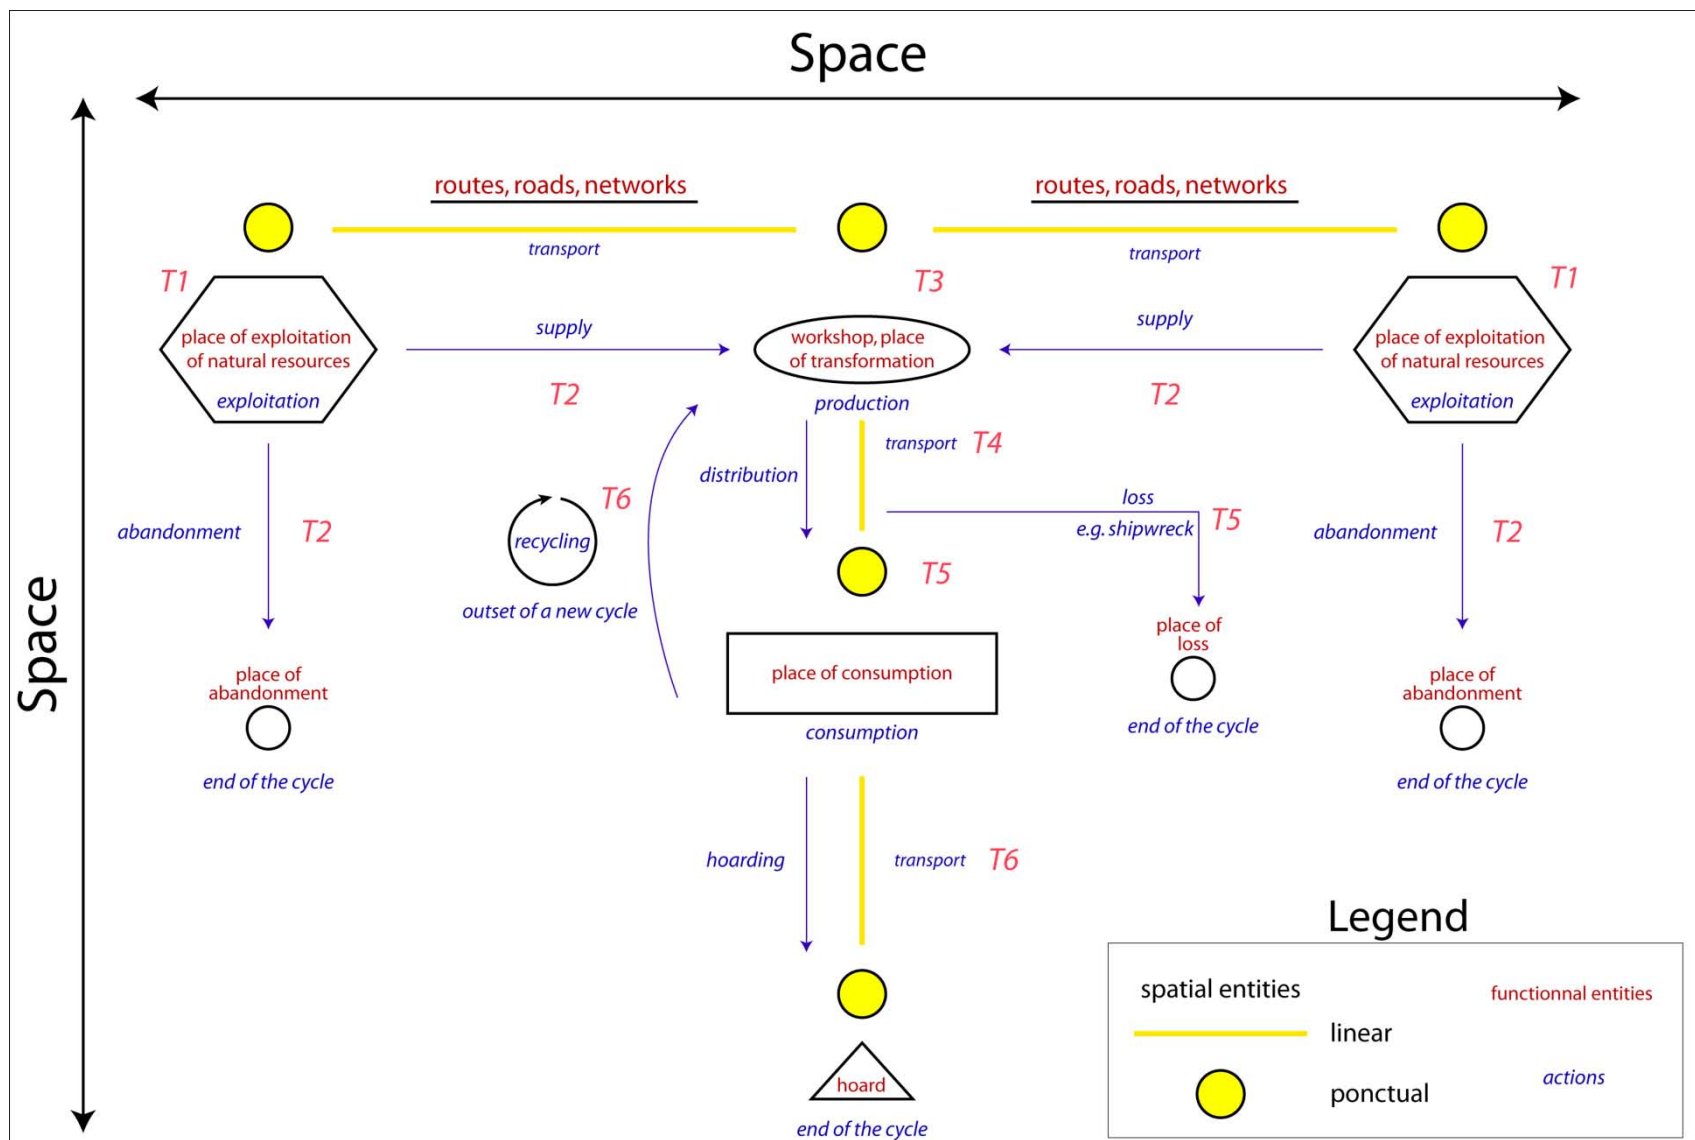 Space
Space
routes, roads, networks
routes, roads, networks
transport
transport
T1
T3
T1
place of exploitation
of natural resources
exploitation
supply
T2
workshop, place
of transformation
production
supply
T2
place of exploitation
of natural resources
exploitation
transport
T4
distribution
abandonment
T2
T6
recycling
outset of a new cycle
loss
e.g. shipwreck
T5
abandonment
T2
T5
place of
abandonment
end of the cycle
place of consumption
consumption
place of
loss
end of the cycle
place of
abandonment
end of the cycle
hoarding
transport
T6
hoard
end of the cycle
Legend
spatial entities
functionnal entities
linear
actions
ponctual